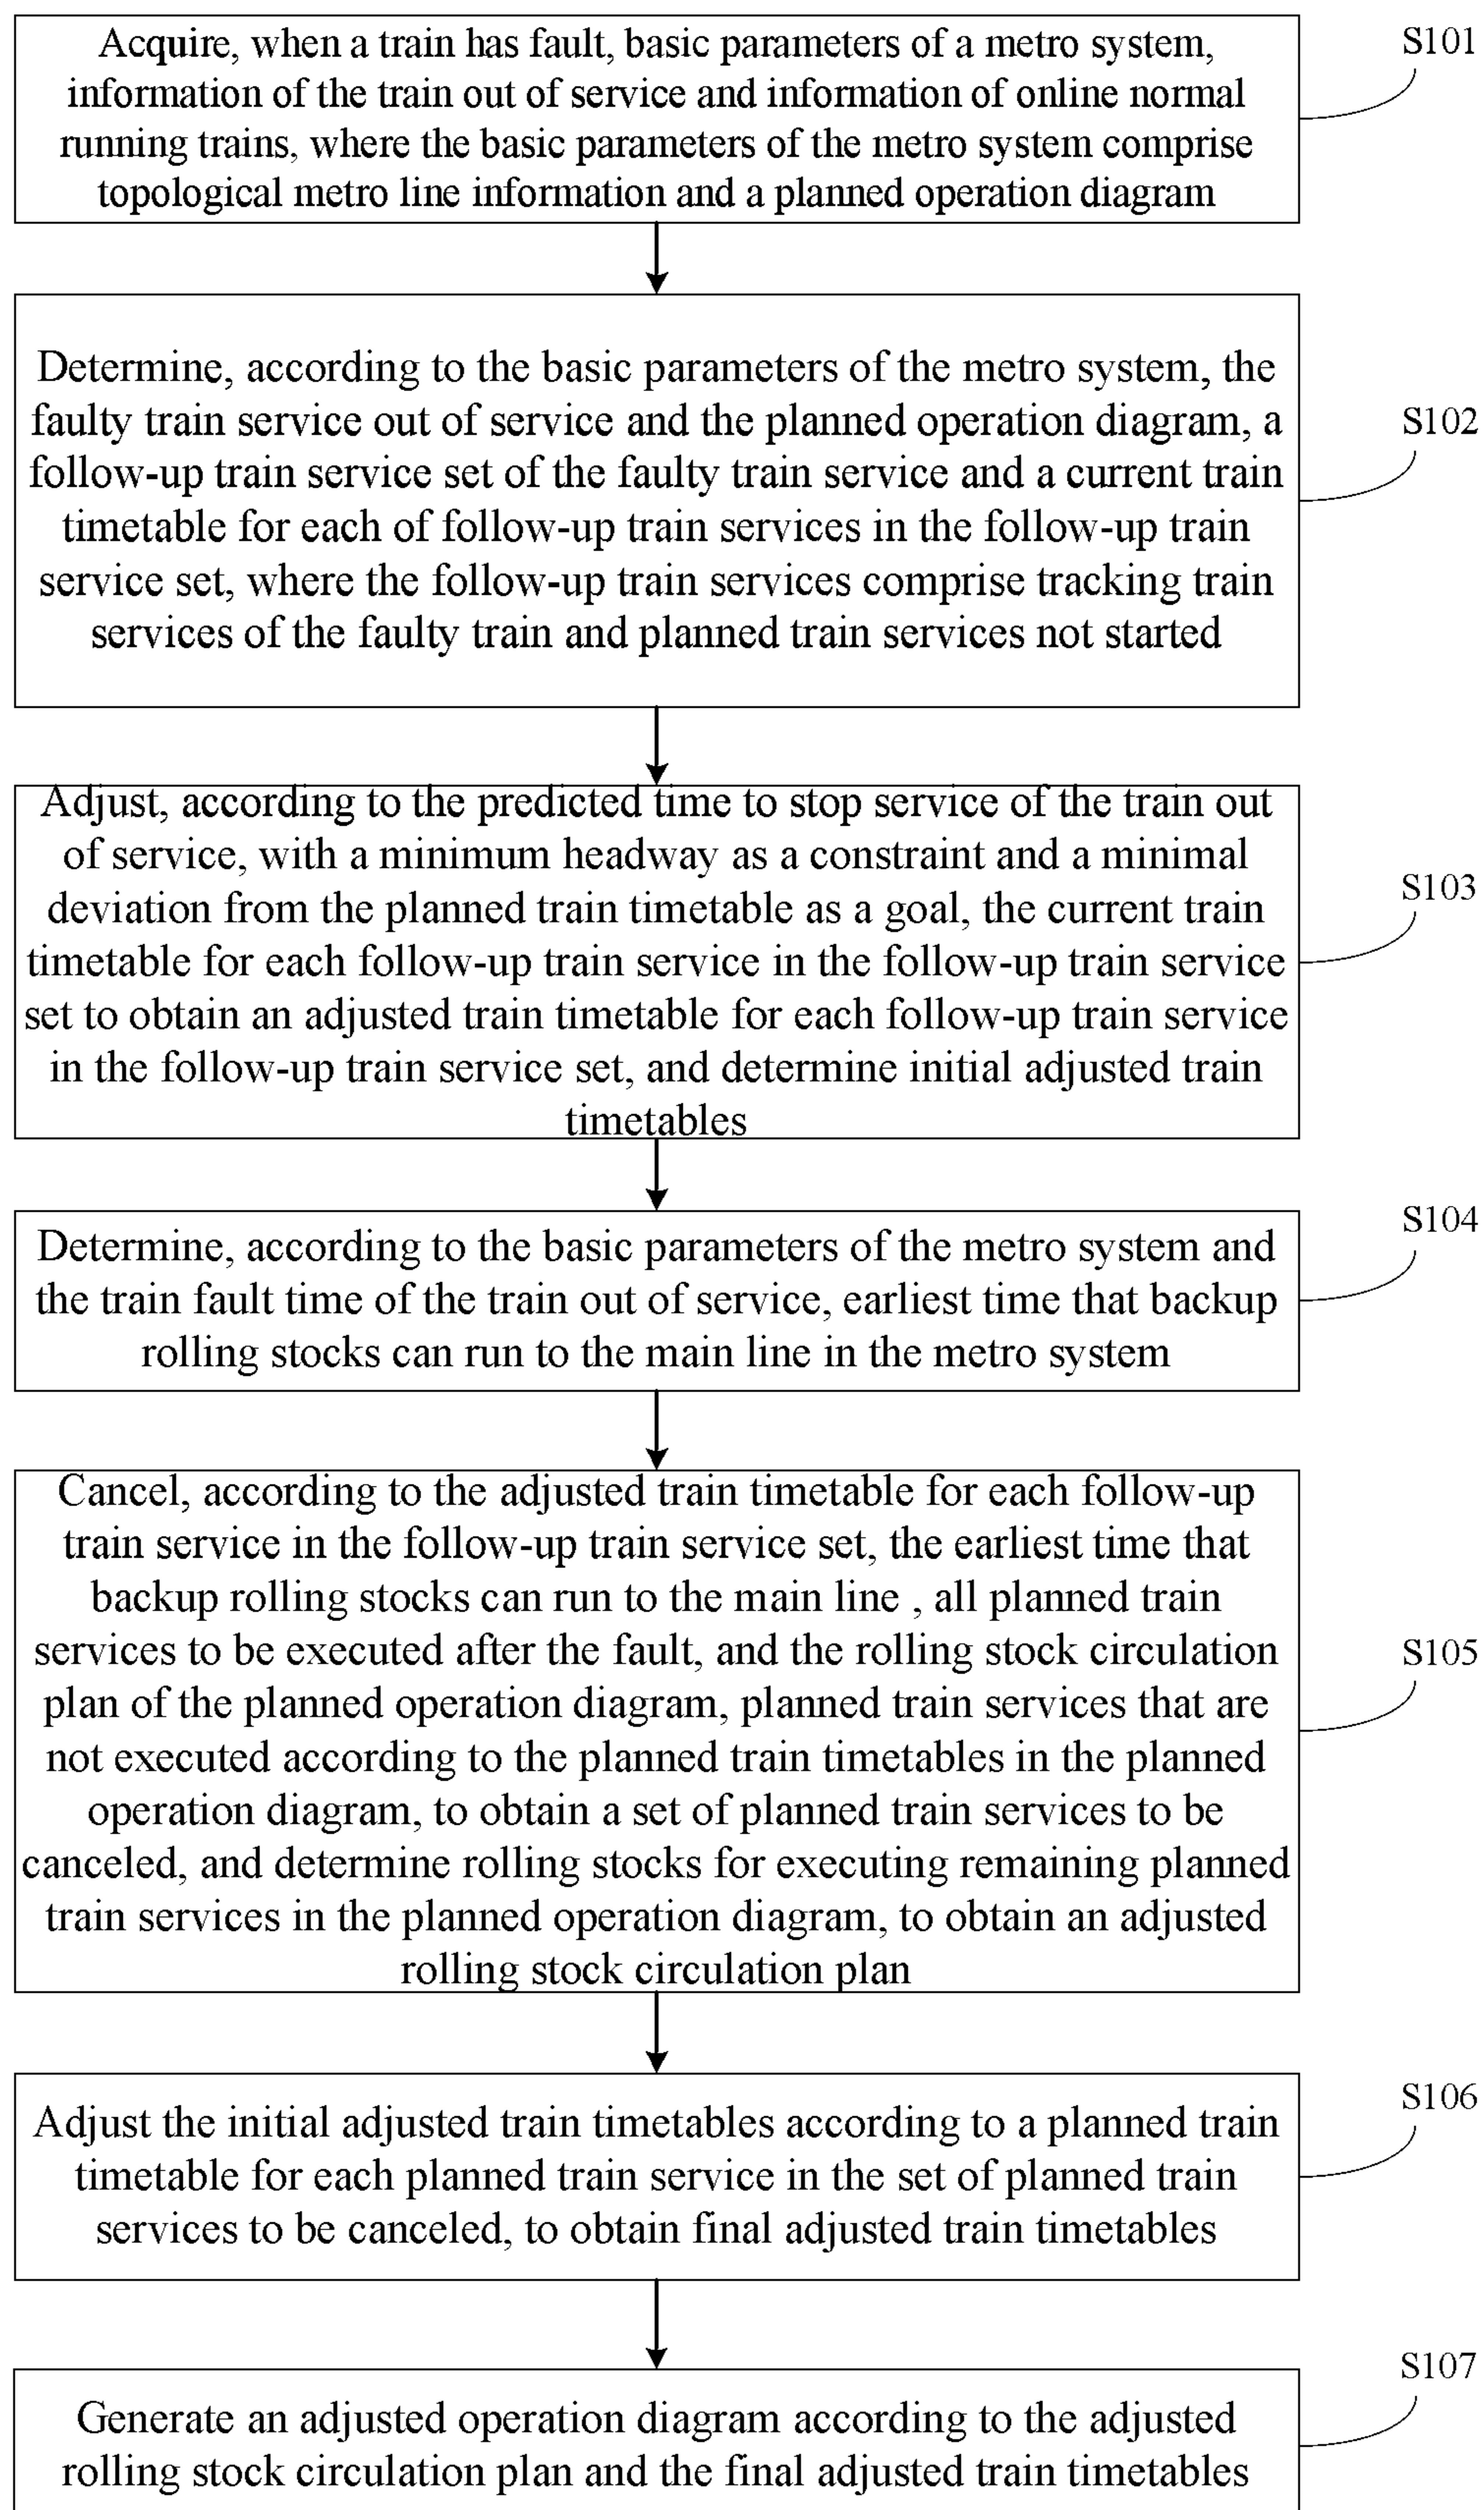 Acquire, when a train has fault, basic parameters of a metro system,
information of the train out of service and information of online normal
running trains, where the basic parameters of the metro system comprise
topological metro line information and a planned operation diagram
S101
Determine, according to the basic parameters of the metro system, the
faulty train service out of service and the planned operation diagram, a
follow-up train service set of the faulty train service and a current train
timetable for each of follow-up train services in the follow-up train
service set, where the follow-up train services comprise tracking train
services of the faulty train and planned train services not started
S102
Adjust, according to the predicted time to stop service of the train out
of service, with a minimum headway as a constraint and a minimal
deviation from the planned train timetable as a goal, the current train
timetable for each follow-up train service in the follow-up train service
set to obtain an adjusted train timetable for each follow-up train service
in the follow-up train service set, and determine initial adjusted train
timetables
S103
Determine, according to the basic parameters of the metro system and
the train fault time of the train out of service, earliest time that backup
rolling stocks can run to the main line in the metro system
S104
Cancel, according to the adjusted train timetable for each follow-up
train service in the follow-up train service set, the earliest time that
backup rolling stocks can run to the main line , all planned train
services to be executed after the fault, and the rolling stock circulation
plan of the planned operation diagram, planned train services that are
not executed according to the planned train timetables in the planned
operation diagram, to obtain a set of planned train services to be
canceled, and determine rolling stocks for executing remaining planned
train services in the planned operation diagram, to obtain an adjusted
rolling stock circulation plan
S105
Adjust the initial adjusted train timetables according to a planned train
timetable for each planned train service in the set of planned train
services to be canceled, to obtain final adjusted train timetables
S106
Generate an adjusted operation diagram according to the adjusted
rolling stock circulation plan and the final adjusted train timetables
S107